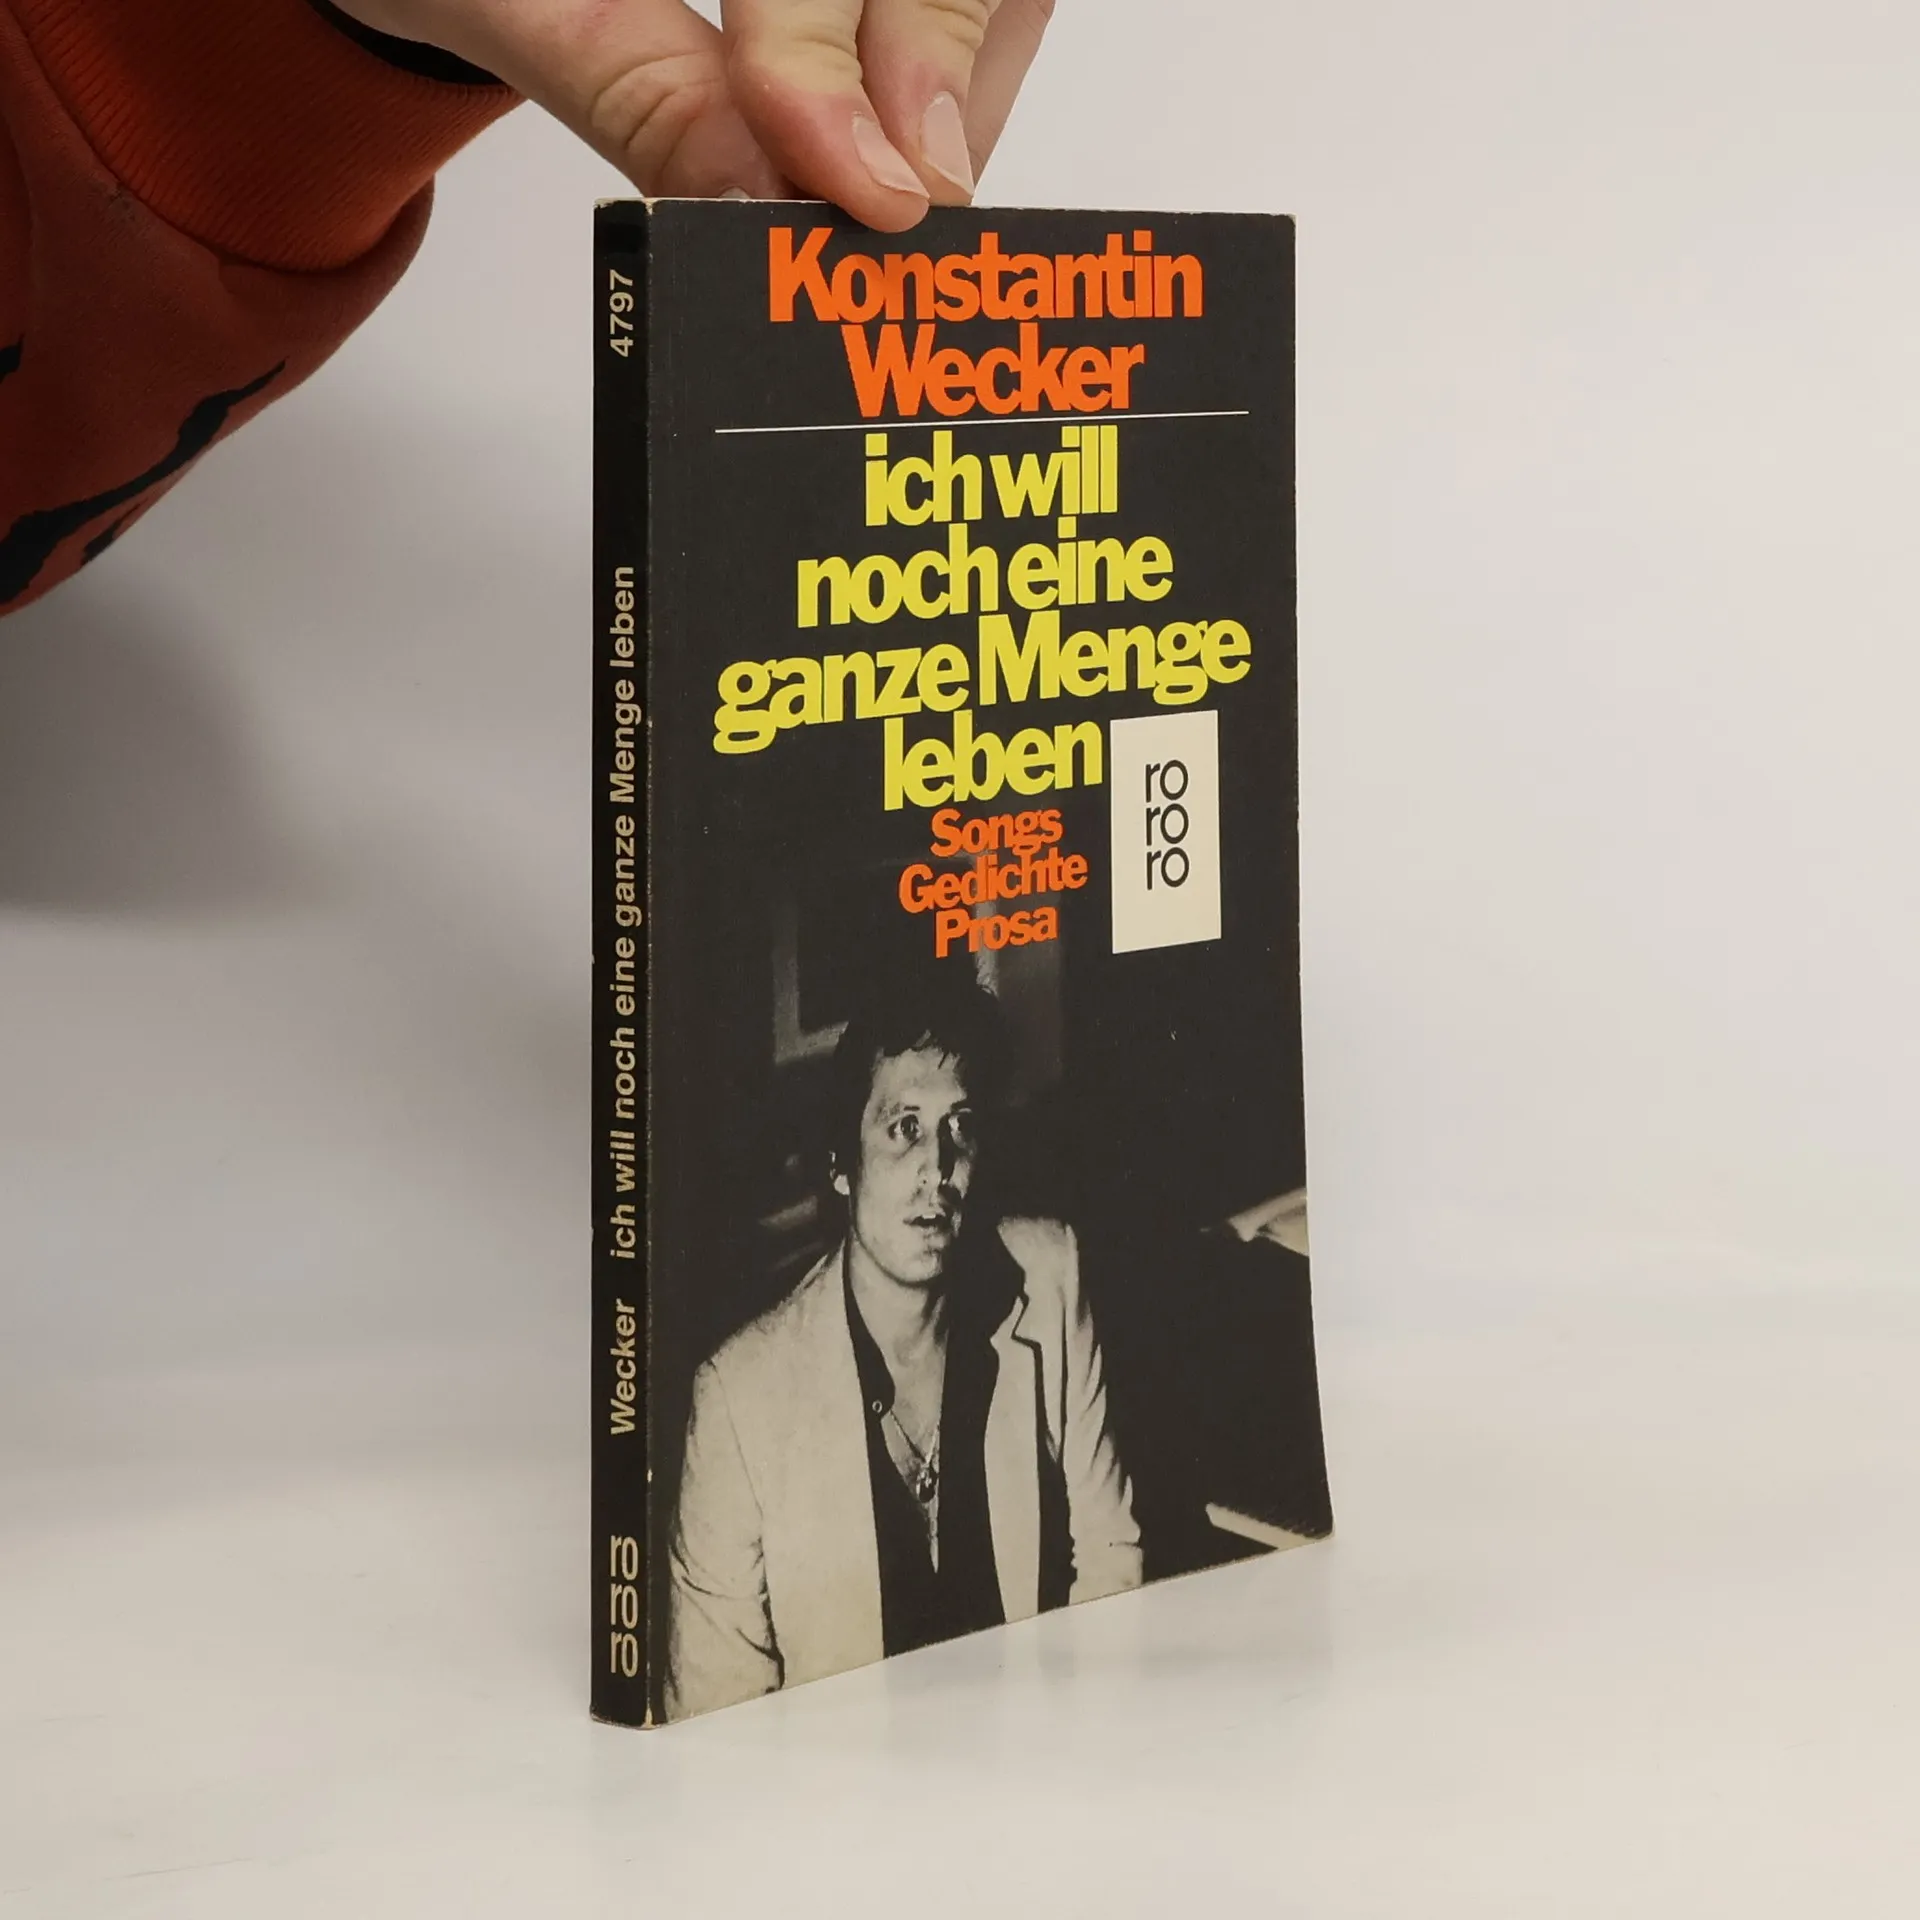 Konstantin
Wecker
ich will
noch eine
ganze Menge
leben
Songs
Gedichte
Prosa
ro
ro
ro
Wecker ich will noch eine ganze Menge leben 4797
ro
ro
ro